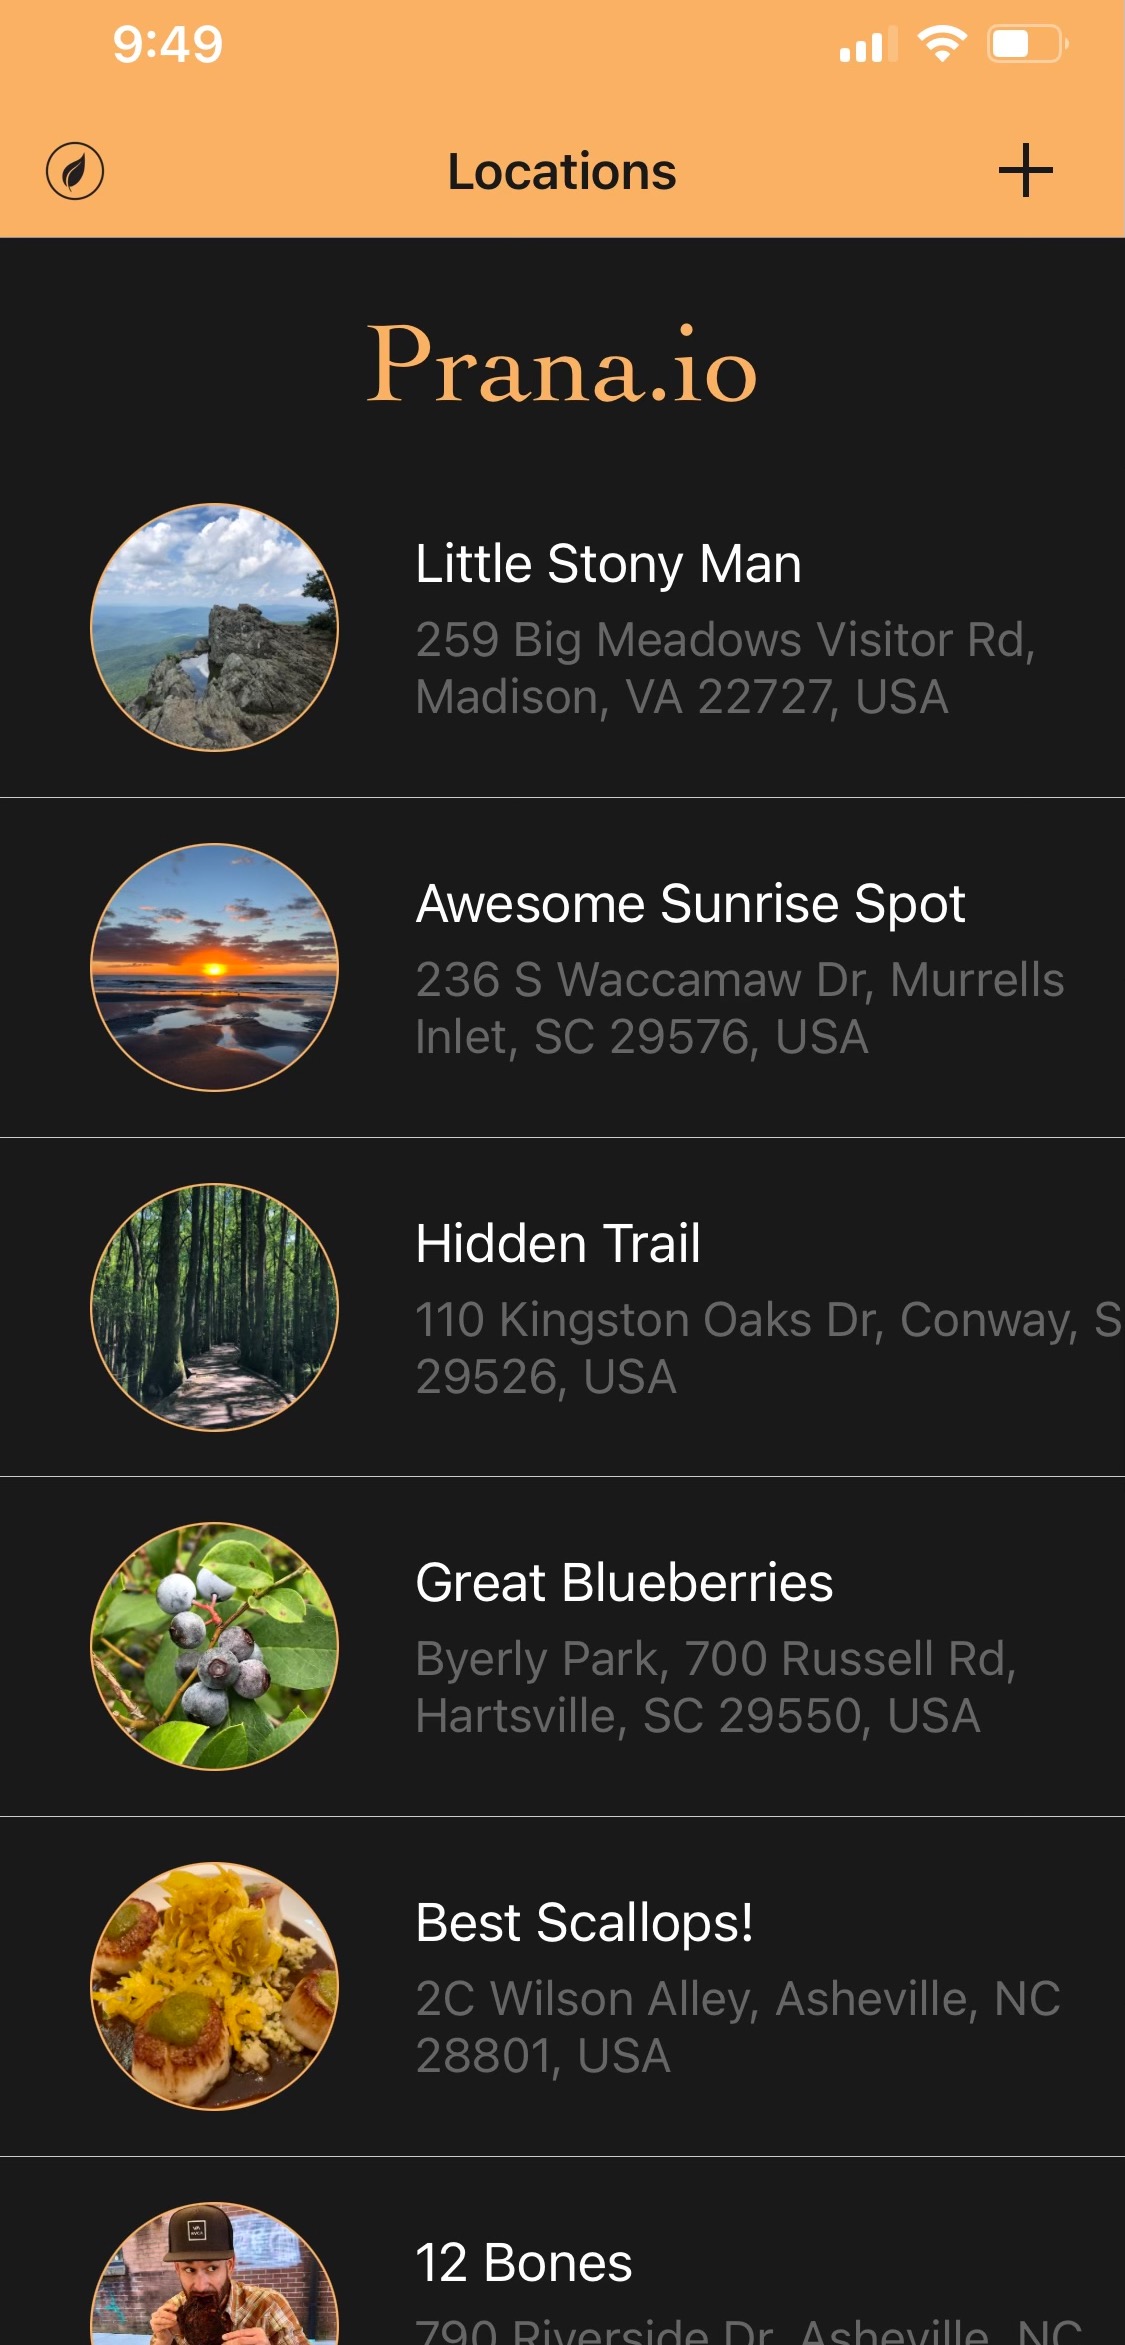 9:49
Locations
Prana.io
Little Stony Man
259 Big Meadows Visitor Rd,
Madison, VA 22727, USA
Awesome Sunrise Spot
236 S Waccamaw Dr, Murrells
Inlet, SC 29576, USA
Hidden Trail
110 Kingston Oaks Dr, Conway, S
29526, USA
Great Blueberries
Byerly Park, 700 Russell Rd,
Hartsville, SC 29550, USA
Best Scallops!
2C Wilson Alley, Asheville, NC
28801, USA
12 Bones
790 Riverside Dr, Asheville, NC